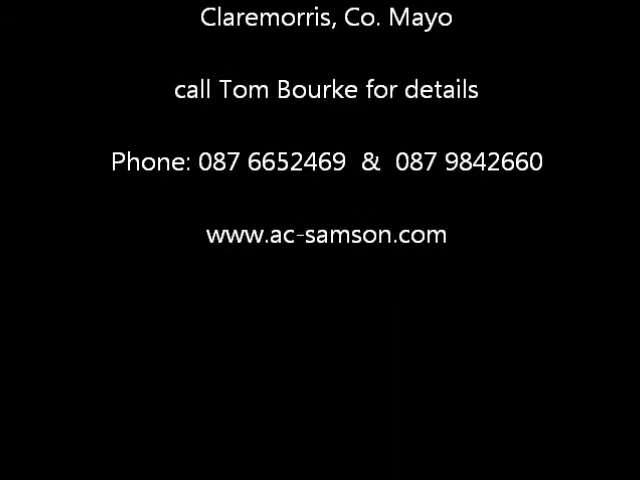 Claremorris, Co. Mayo
call Tom Bourke for details
Phone: 087 6652469 & 087 9842660
www.ac-samson.com